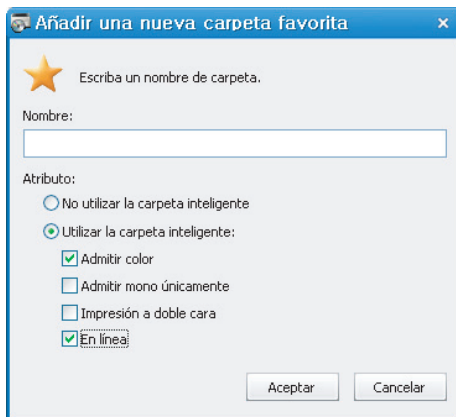 Añadir una nueva carpeta favorita
Escriba un nombre de carpeta.
Nombre:
Atributo:
No utilizar la carpeta inteligente
Utilizar la carpeta inteligente:
Admitir color
Admitir mono únicamente
Impresión a doble cara
En línea
Aceptar Cancelar